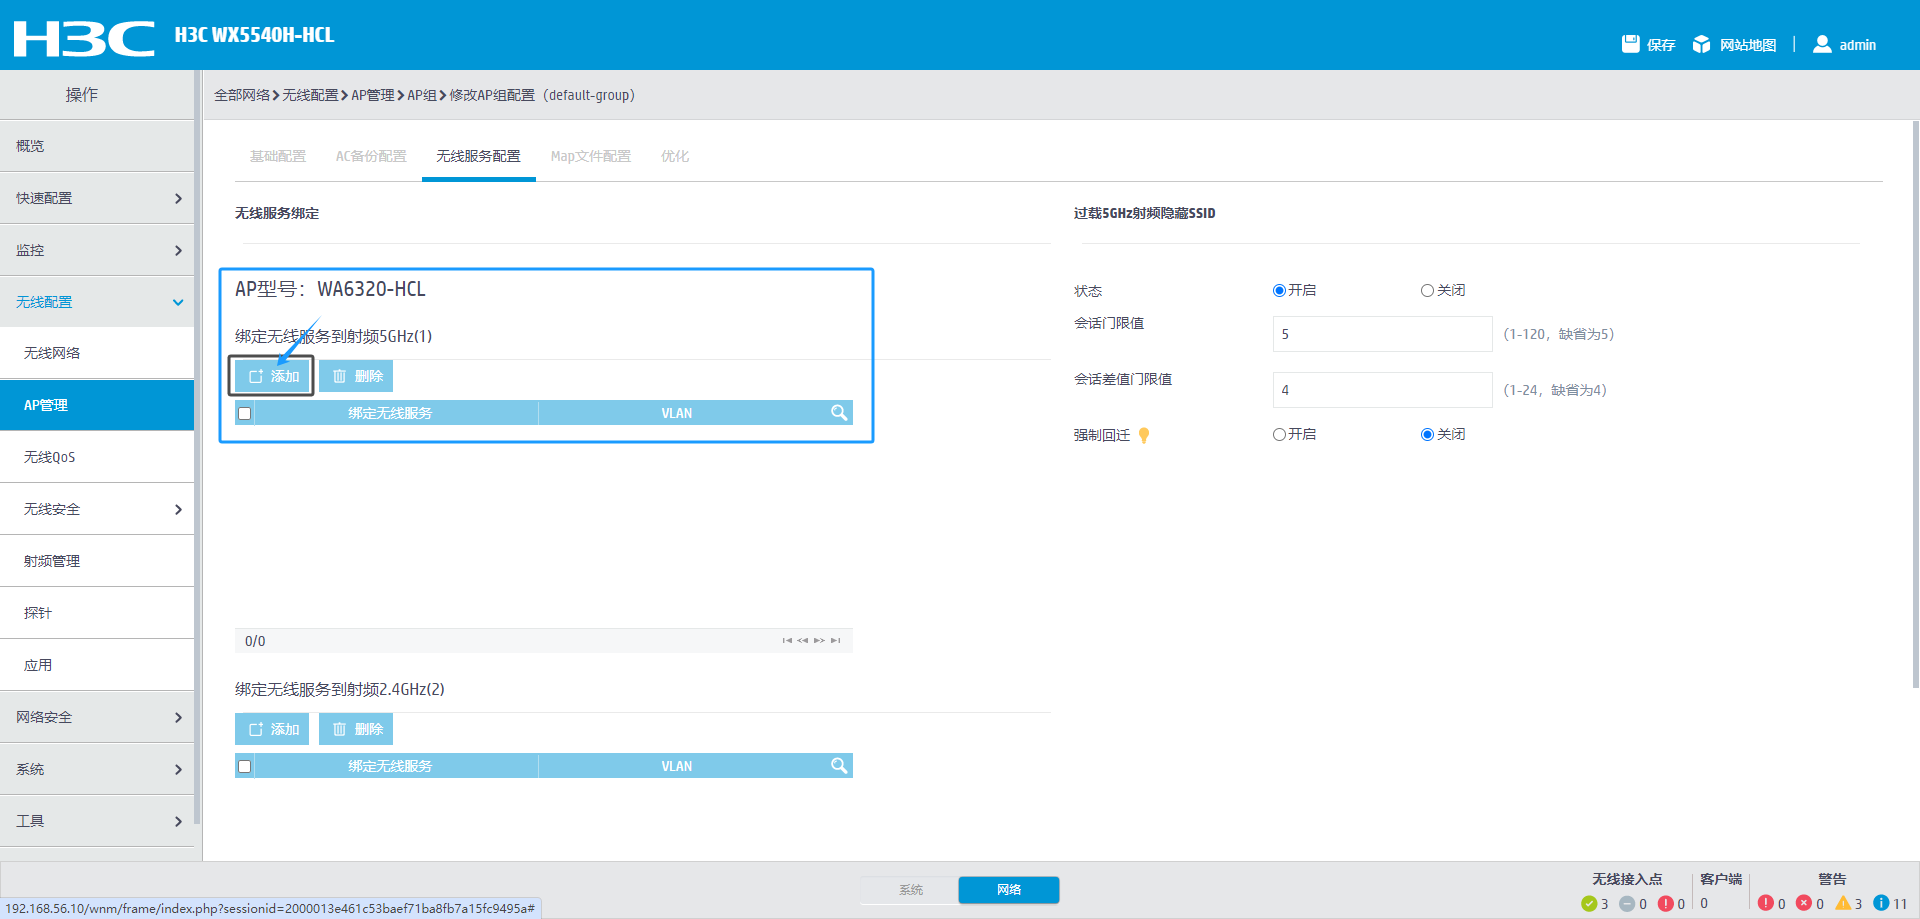 H3C
H3C WX5540H-HCL
保存
网站地图
admin
操作
概览
快速配置
监控
无线配置
无线网络
AP管理
无线QoS
无线安全
射频管理
探针
应用
网络安全
系统
工具
全部网络 无线配置 AP管理 AP组 修改AP组配置（default-group）
基础配置
AC备份配置
无线服务配置
Map文件配置
优化
无线服务绑定
AP型号：WA6320-HCL
绑定无线服务到射频5GHz(1)
添加
删除
绑定无线服务
VLAN
0/0
绑定无线服务到射频2.4GHz(2)
添加
删除
绑定无线服务
VLAN
过载5GHz射频隐藏SSID
状态
开启
关闭
会话门限值
5
(1-120，缺省为5)
会话差值门限值
4
(1-24，缺省为4)
强制回迁
开启
关闭
系统
网络
无线接入点
3
0
0
客户端
0
警告
0
0
3
11
192.168.56.10/wnm/frame/index.php?sessionid=2000013e461c53baef71ba8fb7a15fc9495a#